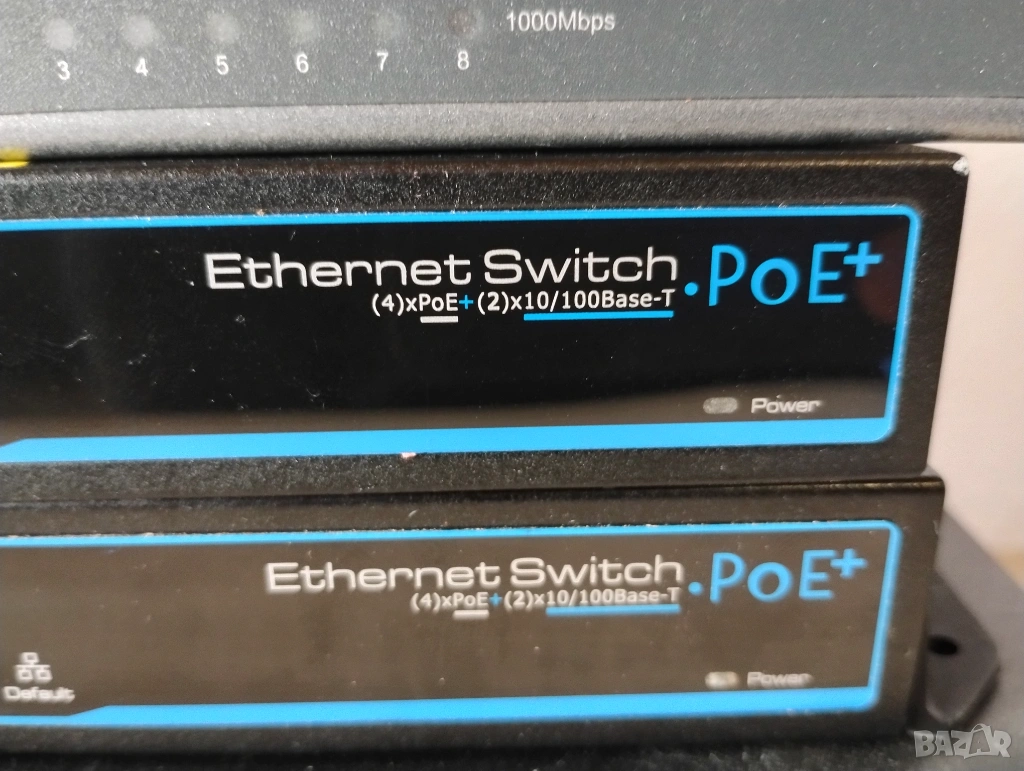 1000Mbps
3 4 5 6 7 8
Ethernet Switch .PoE+
(4)xPoE+(2)x10/100Base-T
Power
Ethernet Switch .PoE+
(4)xPoE+(2)x10/100Base-T
Default
Power
BAZAR